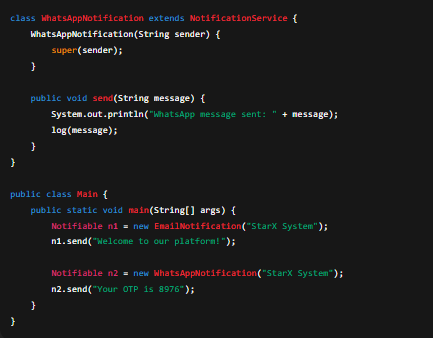 class WhatsAppNotification extends NotificationService {
    WhatsAppNotification(String sender) {
        super(sender);
    }

    public void send(String message) {
        System.out.println("WhatsApp message sent: " + message);
        log(message);
    }
}

public class Main {
    public static void main(String[] args) {
        Notifiable n1 = new EmailNotification("StarX System");
        n1.send("Welcome to our platform!");

        Notifiable n2 = new WhatsAppNotification("StarX System");
        n2.send("Your OTP is 8976");
    }
}